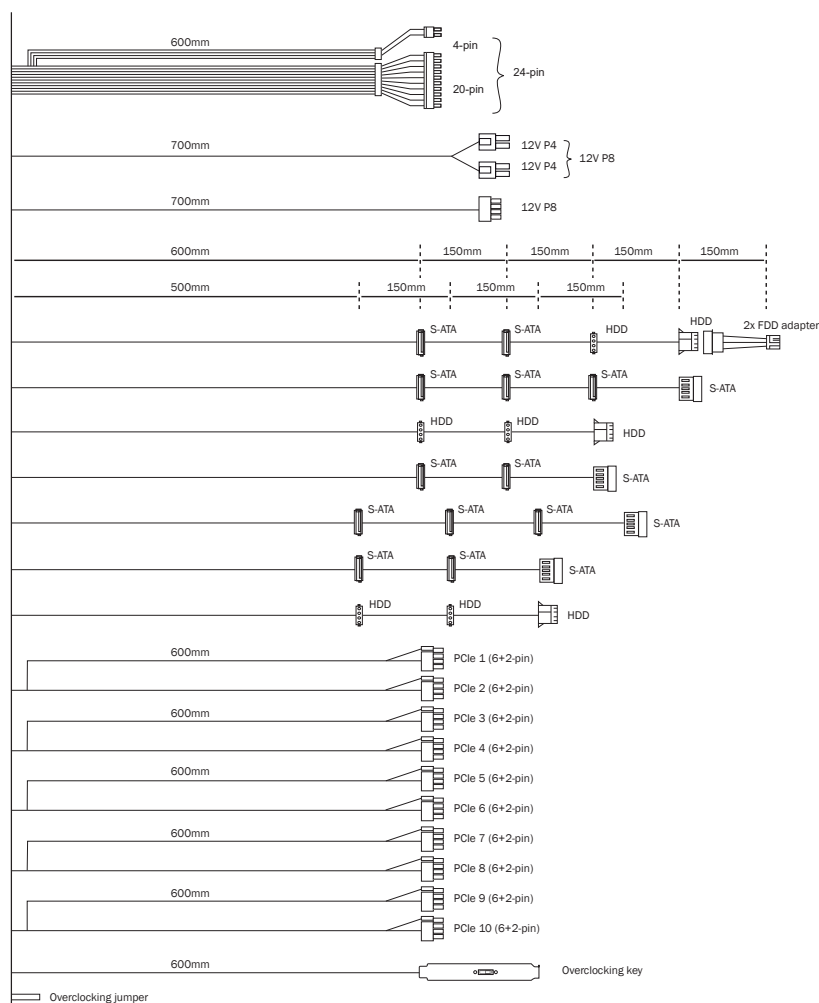 600mm
4-pin
24-pin
20-pin
700mm
12V P4
12V P8
12V P4
700mm
12V P8
600mm 150mm 150mm 150mm 150mm
500mm 150mm 150mm 150mm
S-ATA S-ATA HDD HDD 2x FDD adapter
S-ATA S-ATA S-ATA S-ATA
HDD HDD HDD
S-ATA S-ATA S-ATA
S-ATA S-ATA S-ATA S-ATA
S-ATA S-ATA S-ATA
HDD HDD HDD
600mm PCIe 1 (6+2-pin)
PCIe 2 (6+2-pin)
600mm PCIe 3 (6+2-pin)
PCIe 4 (6+2-pin)
600mm PCIe 5 (6+2-pin)
PCIe 6 (6+2-pin)
600mm PCIe 7 (6+2-pin)
PCIe 8 (6+2-pin)
600mm PCIe 9 (6+2-pin)
PCIe 10 (6+2-pin)
600mm Overclocking key
Overclocking jumper